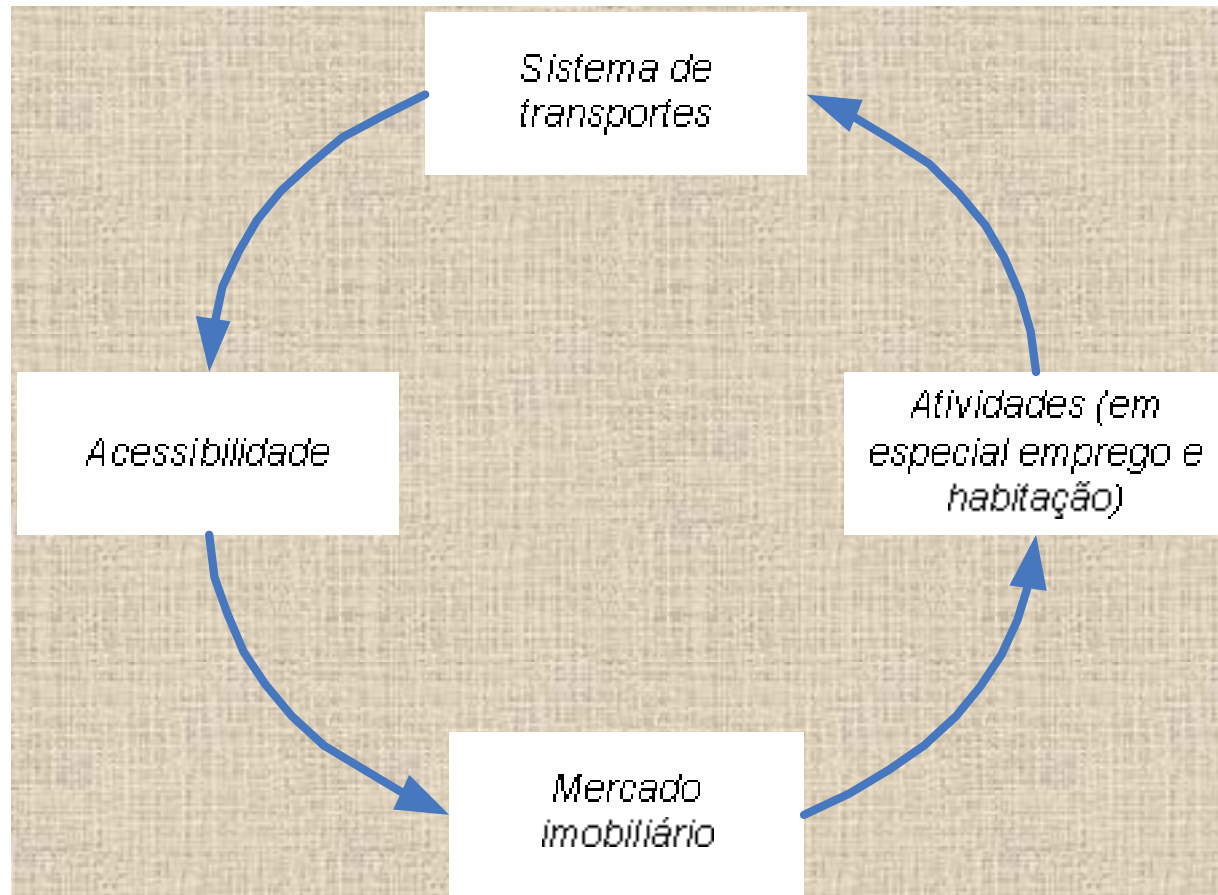 Sistema de
transportes
Acessibilidade
Atividades (em
especial emprego e
habitação)
Mercado
imobiliário